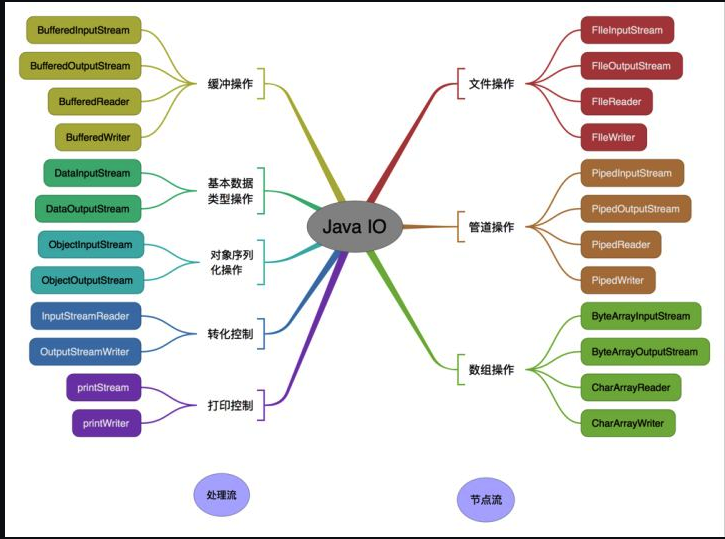 BufferedInputStream
BufferedOutputStream
BufferedReader
BufferedWriter
缓冲操作
DataInputStream
DataOutputStream
基本数据
类型操作
ObjectInputStream
ObjectOutputStream
对象序列
化操作
InputStreamReader
OutputStreamWriter
转化控制
printStream
printWriter
打印控制
Java IO
文件操作
FIleInputStream
FIleOutputStream
FIleReader
FIleWriter
管道操作
PipedInputStream
PipedOutputStream
PipedReader
PipedWriter
数组操作
ByteArrayInputStream
ByteArrayOutputStream
CharArrayReader
CharArrayWriter
处理流
节点流